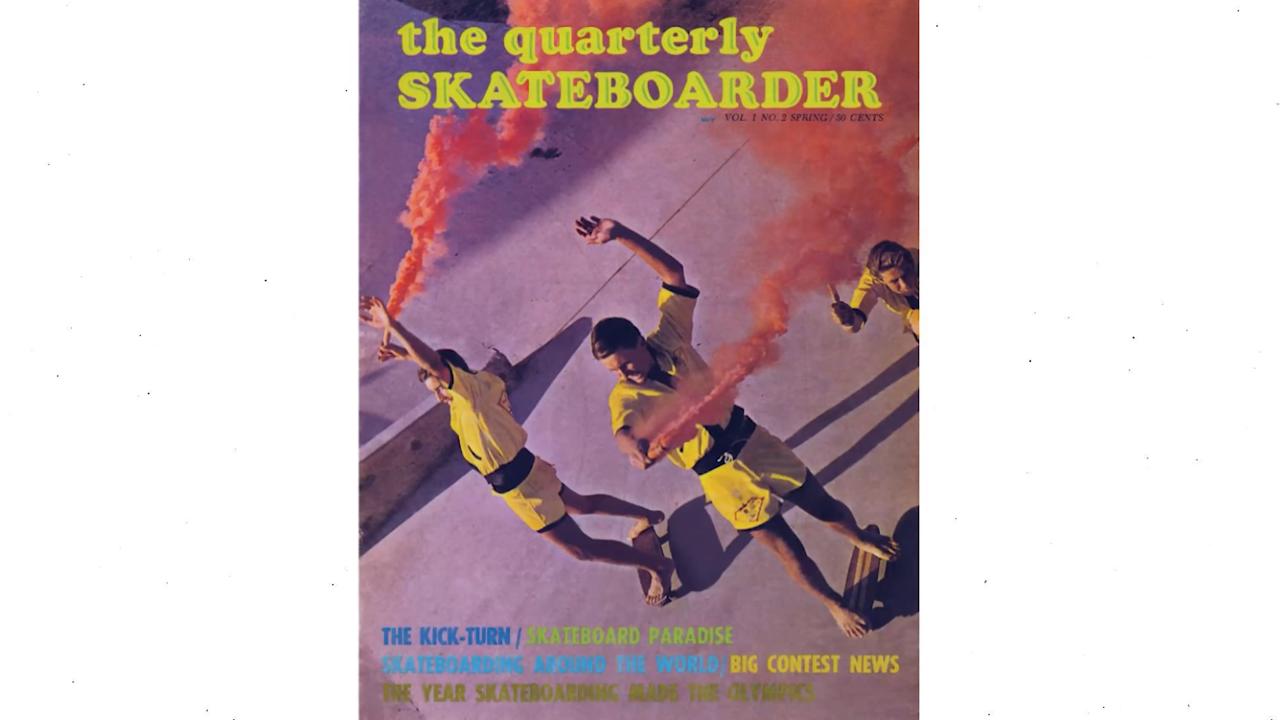 the quarterly
SKATEBOARDER
VOL. 1 NO. 2 SPRING / 50 CENTS
THE KICK-TURN / SKATEBOARD PARADISE
SKATEBOARDING AROUND THE WORLD / BIG CONTEST NEWS
THE YEAR SKATEBOARDING MADE THE OLYMPICS